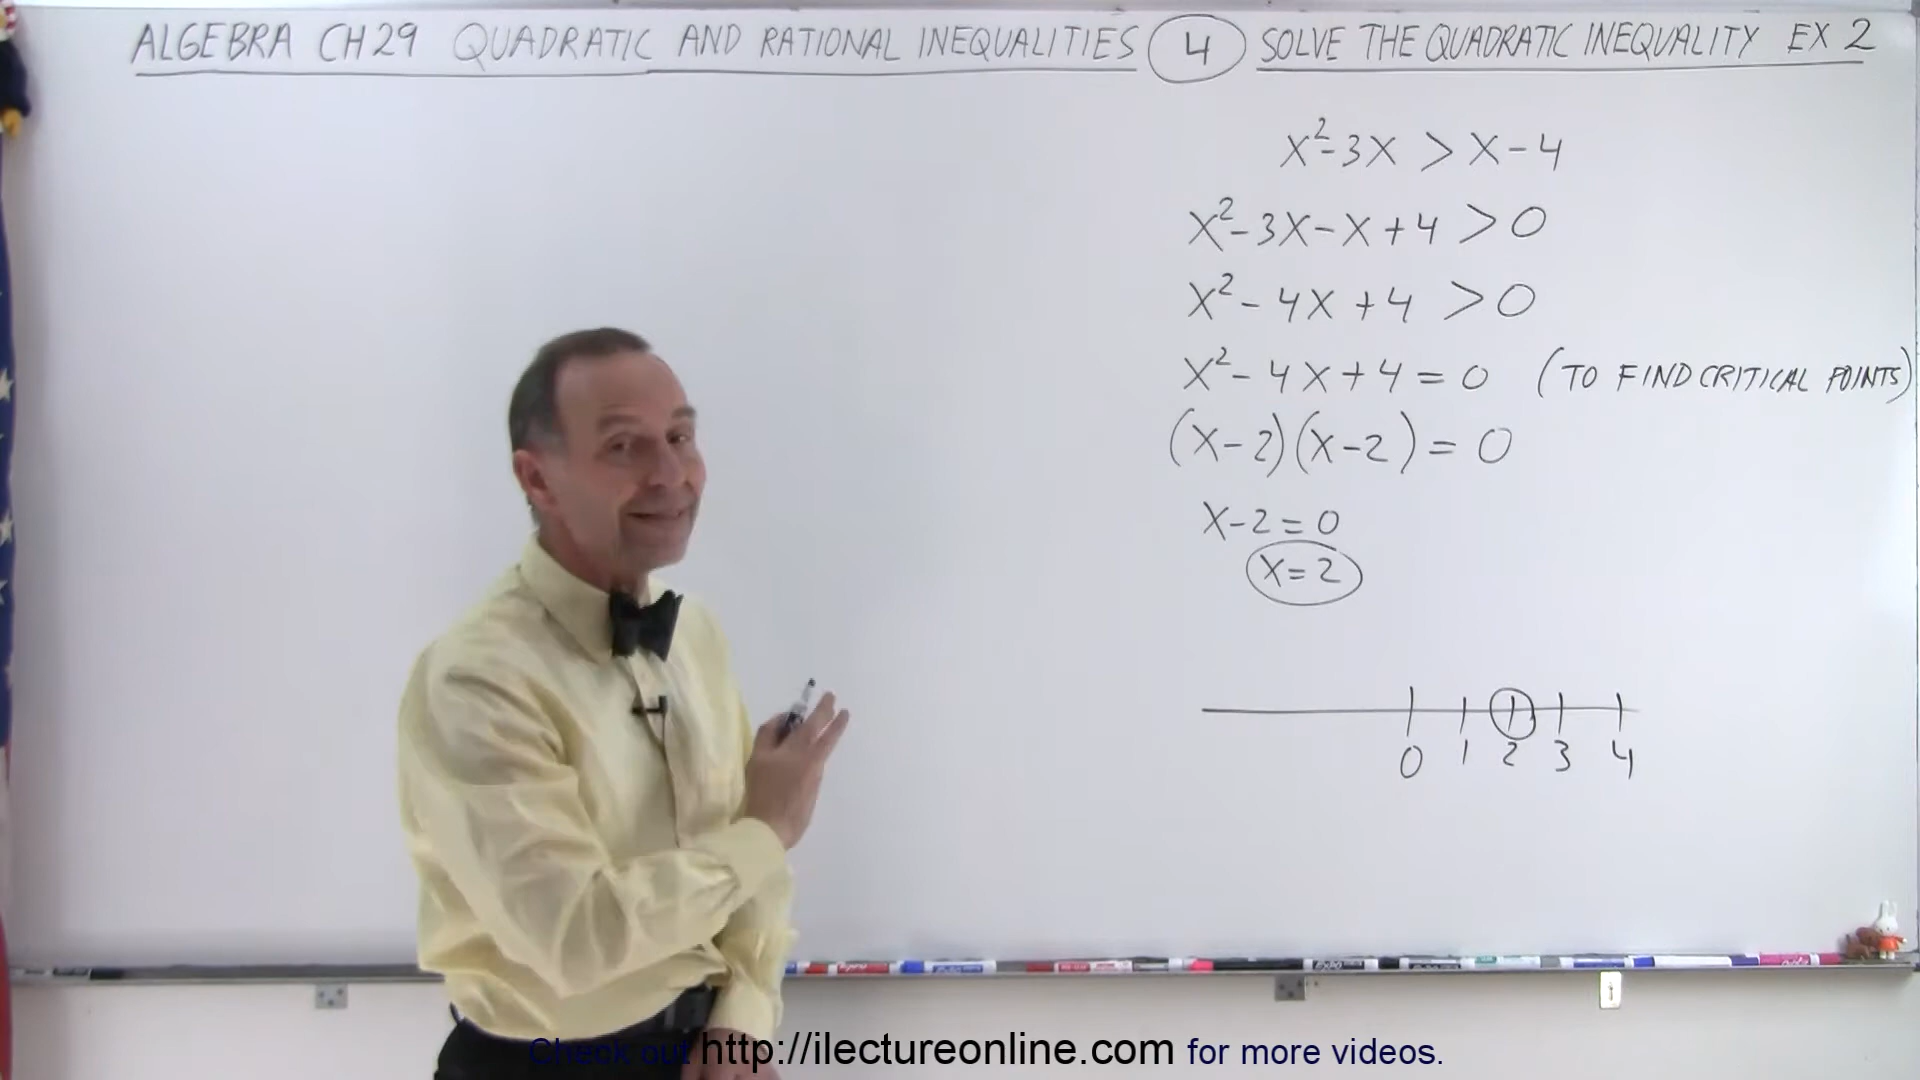 ALGEBRA CH 29 QUADRATIC AND RATIONAL INEQUALITIES 4 SOLVE THE QUADRATIC INEQUALITY EX 2
x²-3x > x-4
x²-3x-x+4 > 0
x²-4x+4 > 0
x²-4x+4=0 (TO FIND CRITICAL POINTS)
(x-2)(x-2)=0
x-2=0
x=2
0 1 2 3 4
Check out http://ilectureonline.com for more videos.